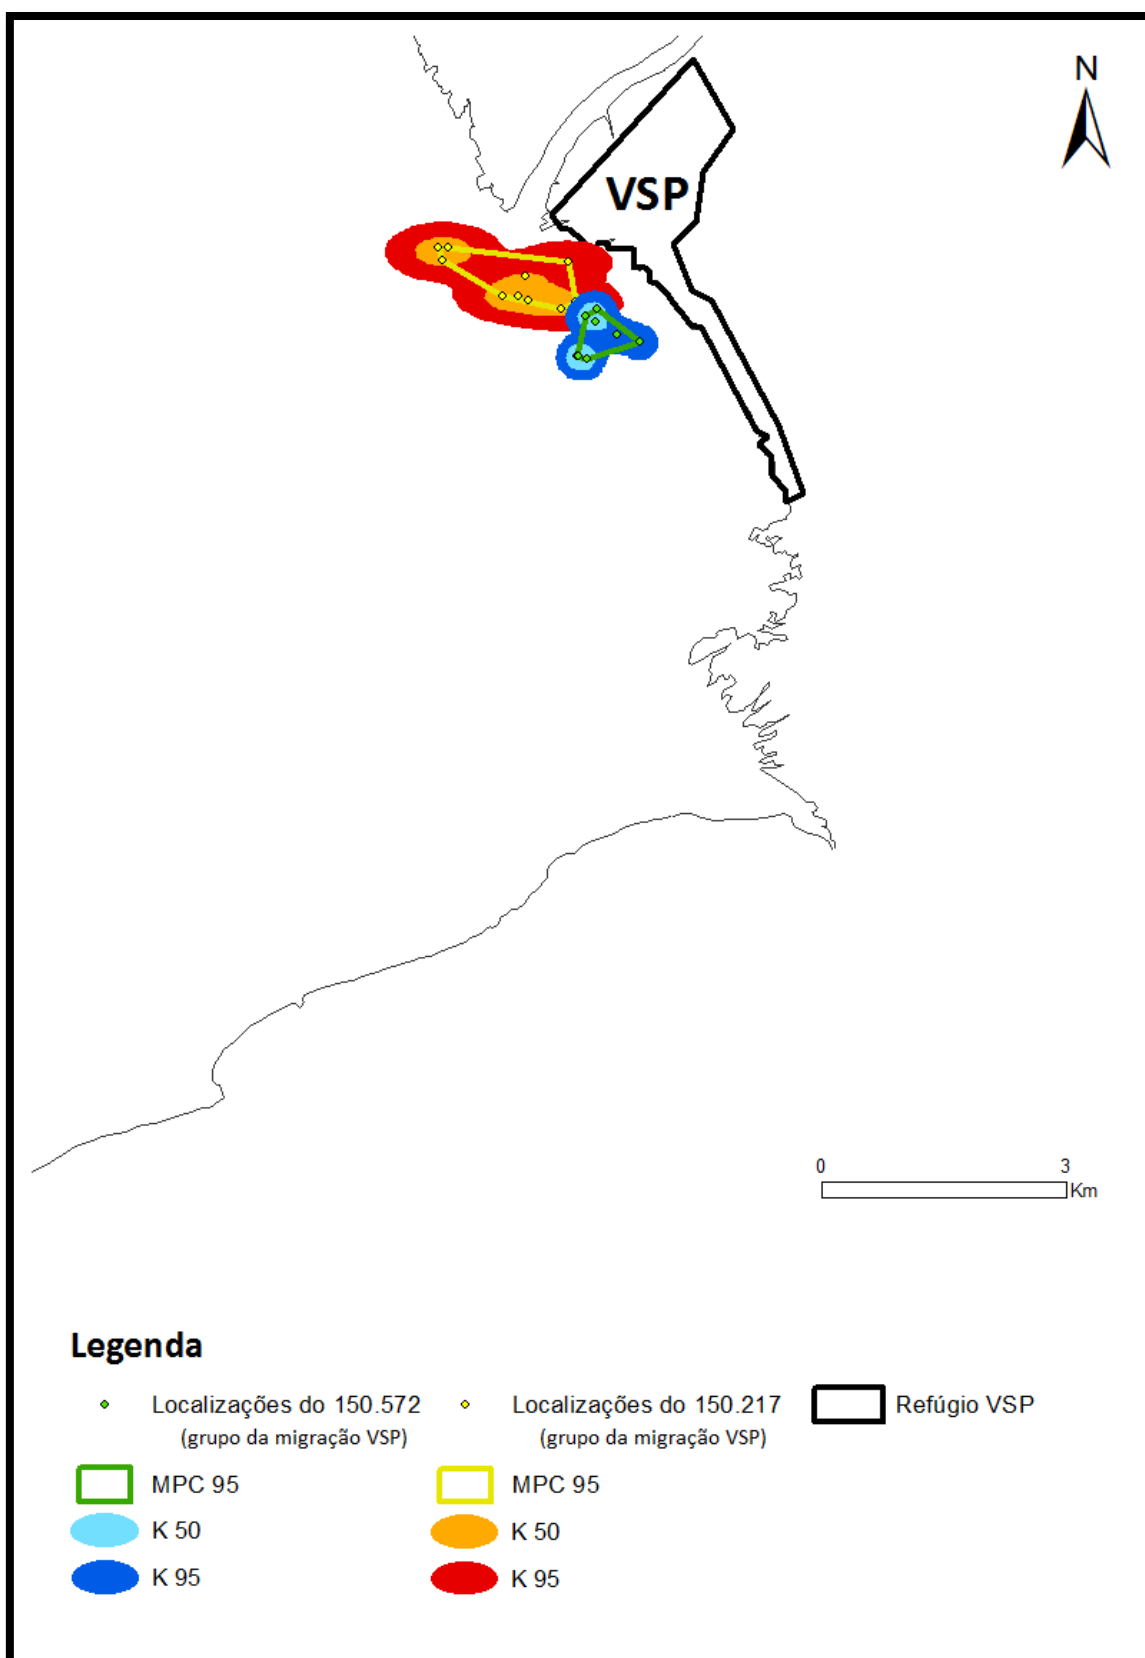 N
VSP
0 3
Km
Legenda
Localizações do 150.572 Localizações do 150.217 Refúgio VSP
(grupo da migração VSP) (grupo da migração VSP)
MPC 95 MPC 95
K 50 K 50
K 95 K 95